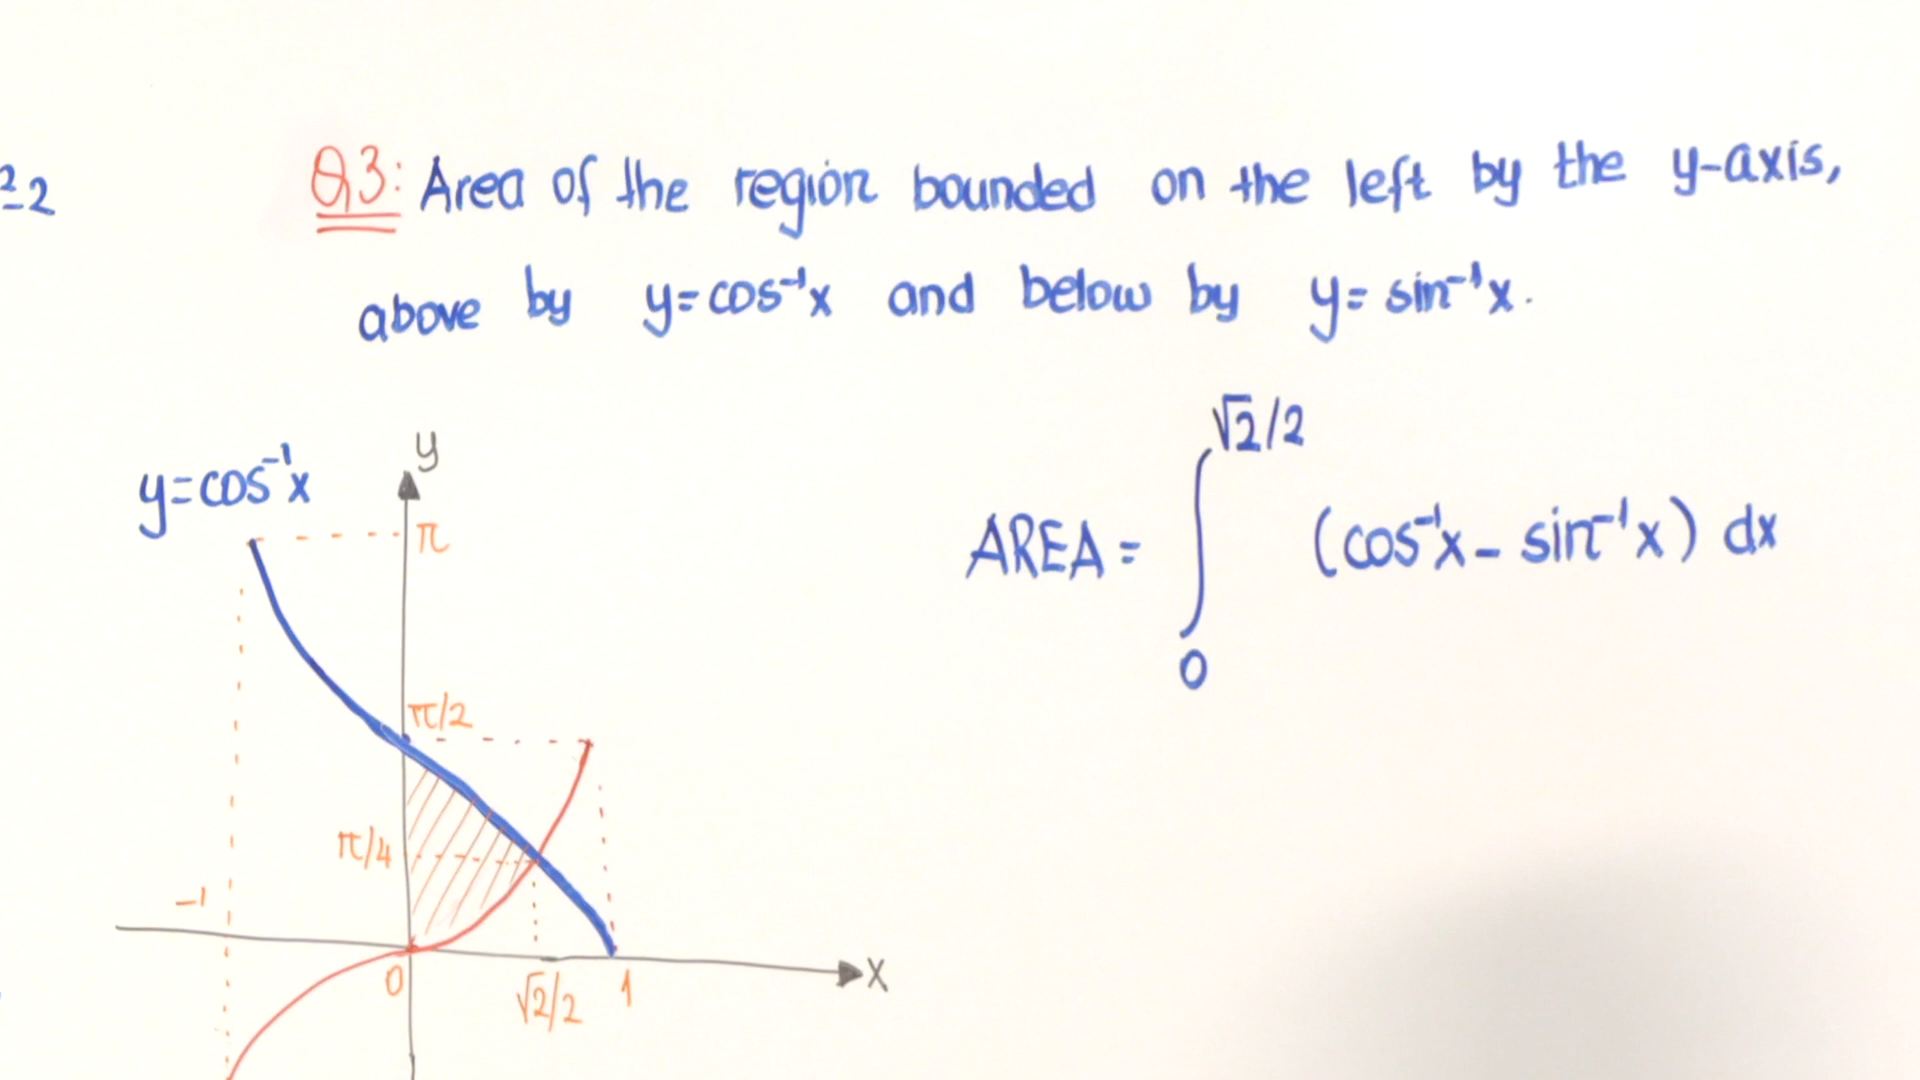 ²-2
Q3: Area of the region bounded on the left by the y-axis,
above by y=cos⁻¹x and below by y=sin⁻¹x.
√2/2
AREA = ∫ (cos⁻¹x - sin⁻¹x) dx
0
y
y=cos⁻¹x
π
π/2
π/4
-1
0
√2/2
1
x